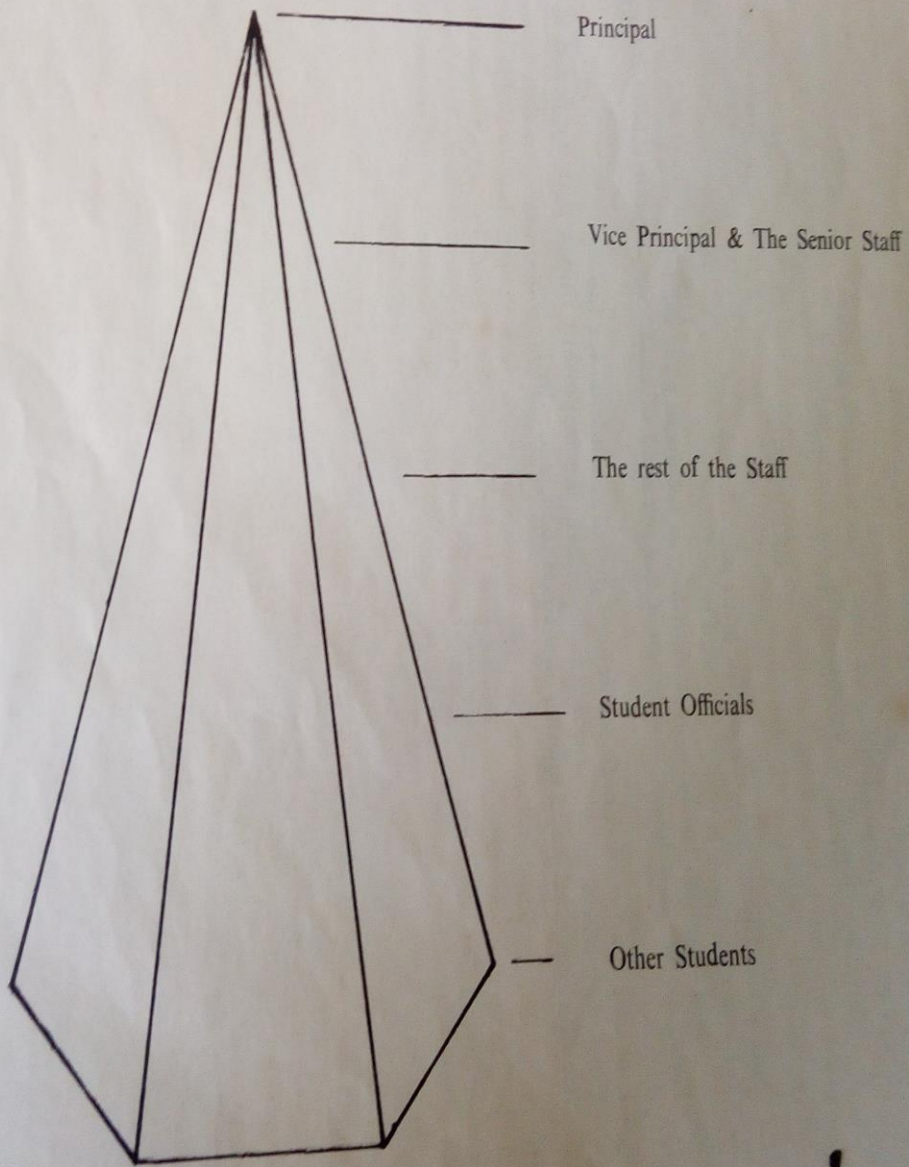 Principal
Vice Principal & The Senior Staff
The rest of the Staff
Student Officials
Other Students